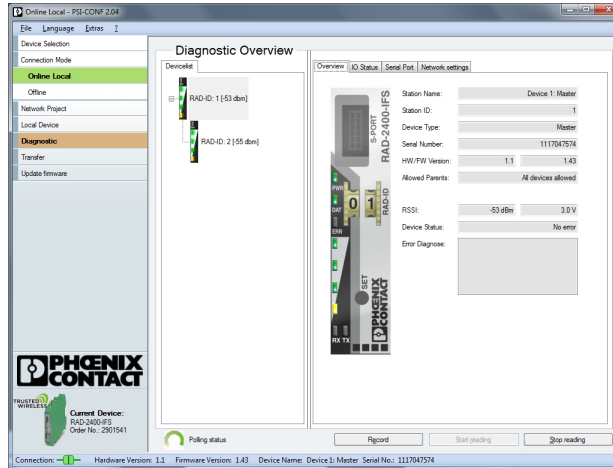 Online Local - PSI-CONF 2.04
File Language Extras ?
Device Selection
Connection Mode
Online Local
Offline
Network Project
Local Device
Diagnostic
Transfer
Update firmware
PHŒNIX
CONTACT
TRUSTED
WIRELESS
Current Device:
RAD-2400-IFS
Order No.: 2901541
Diagnostic Overview
Devicelist
RAD-ID: 1 [-53 dbm]
RAD-ID: 2 [-55 dbm]
Polling status
Overview IO Status Serial Port Network settings
S-PORT
RAD-2400-IFS
PWR
DAT
ERR
0 1
RAD-ID
SET
PHŒNIX
CONTACT
RX TX
Station Name: Device 1: Master
Station ID: 1
Device Type: Master
Serial Number: 1117047574
HW/FW Version: 1.1 1.43
Allowed Parents: All devices allowed
RSSI: -53 dBm 3.0 V
Device Status: No error
Error Diagnose:
Record Start reading Stop reading
Connection: Hardware Version: 1.1 Firmware Version: 1.43 Device Name: Device 1: Master Serial No.: 1117047574